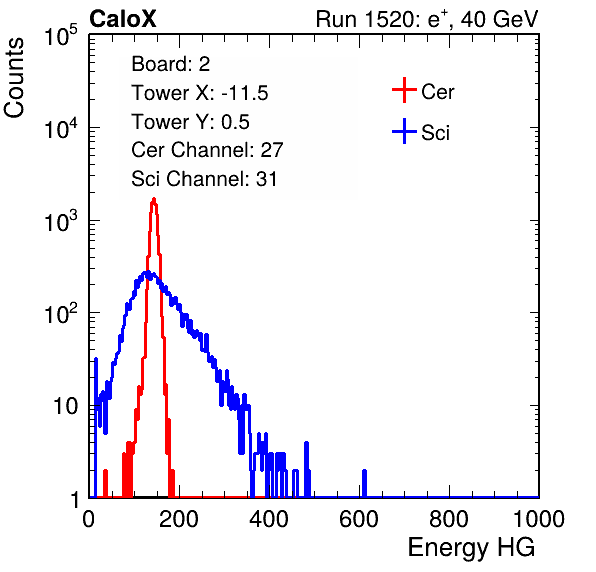 CaloX Run 1520: e+, 40 GeV
Counts
Board: 2
Tower X: -11.5
Tower Y: 0.5
Cer Channel: 27
Sci Channel: 31
Cer
Sci
10^5
10^4
10^3
10^2
10
1
0 200 400 600 800 1000
Energy HG